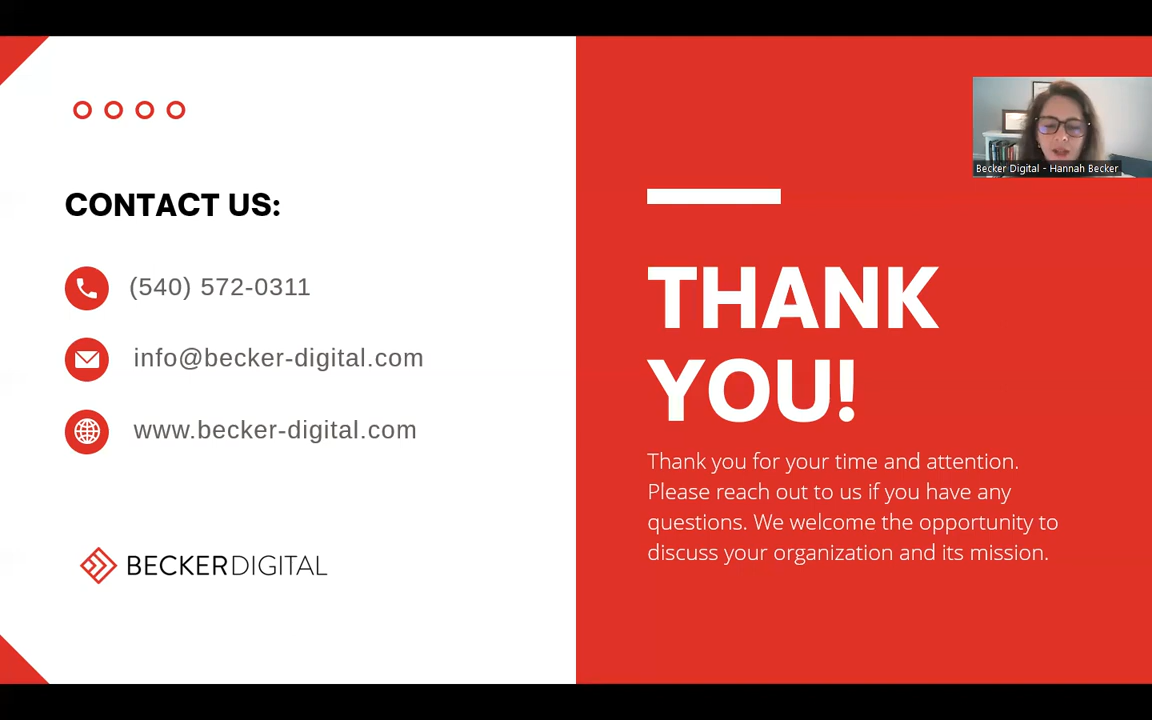 CONTACT US:
(540) 572-0311
info@becker-digital.com
www.becker-digital.com
BECKERDIGITAL
Becker Digital - Hannah Becker
THANK
YOU!
Thank you for your time and attention.
Please reach out to us if you have any
questions. We welcome the opportunity to
discuss your organization and its mission.